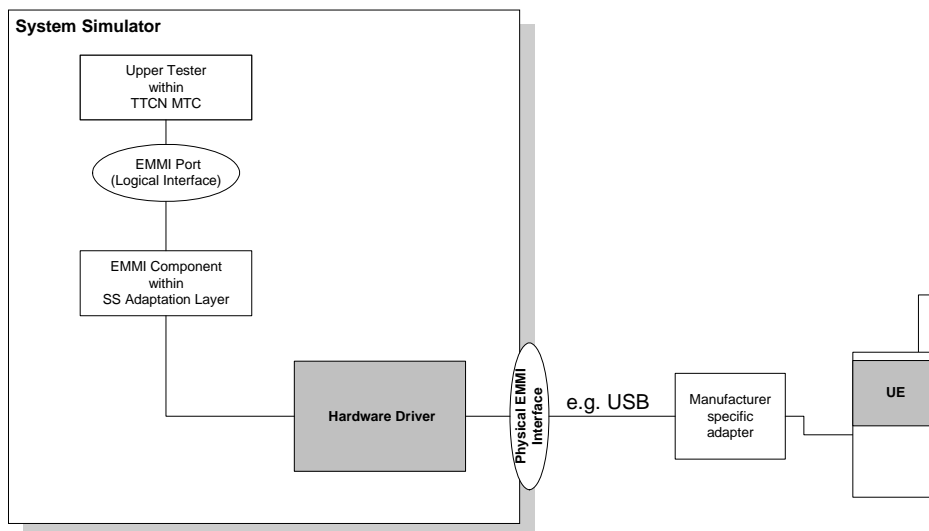 System Simulator
Upper Tester
within
TTCN MTC
EMMI Port
(Logical Interface)
EMMI Component
within
SS Adaptation Layer
Hardware Driver
Physical EMMI
Interface
e.g. USB
Manufacturer
specific
adapter
UE